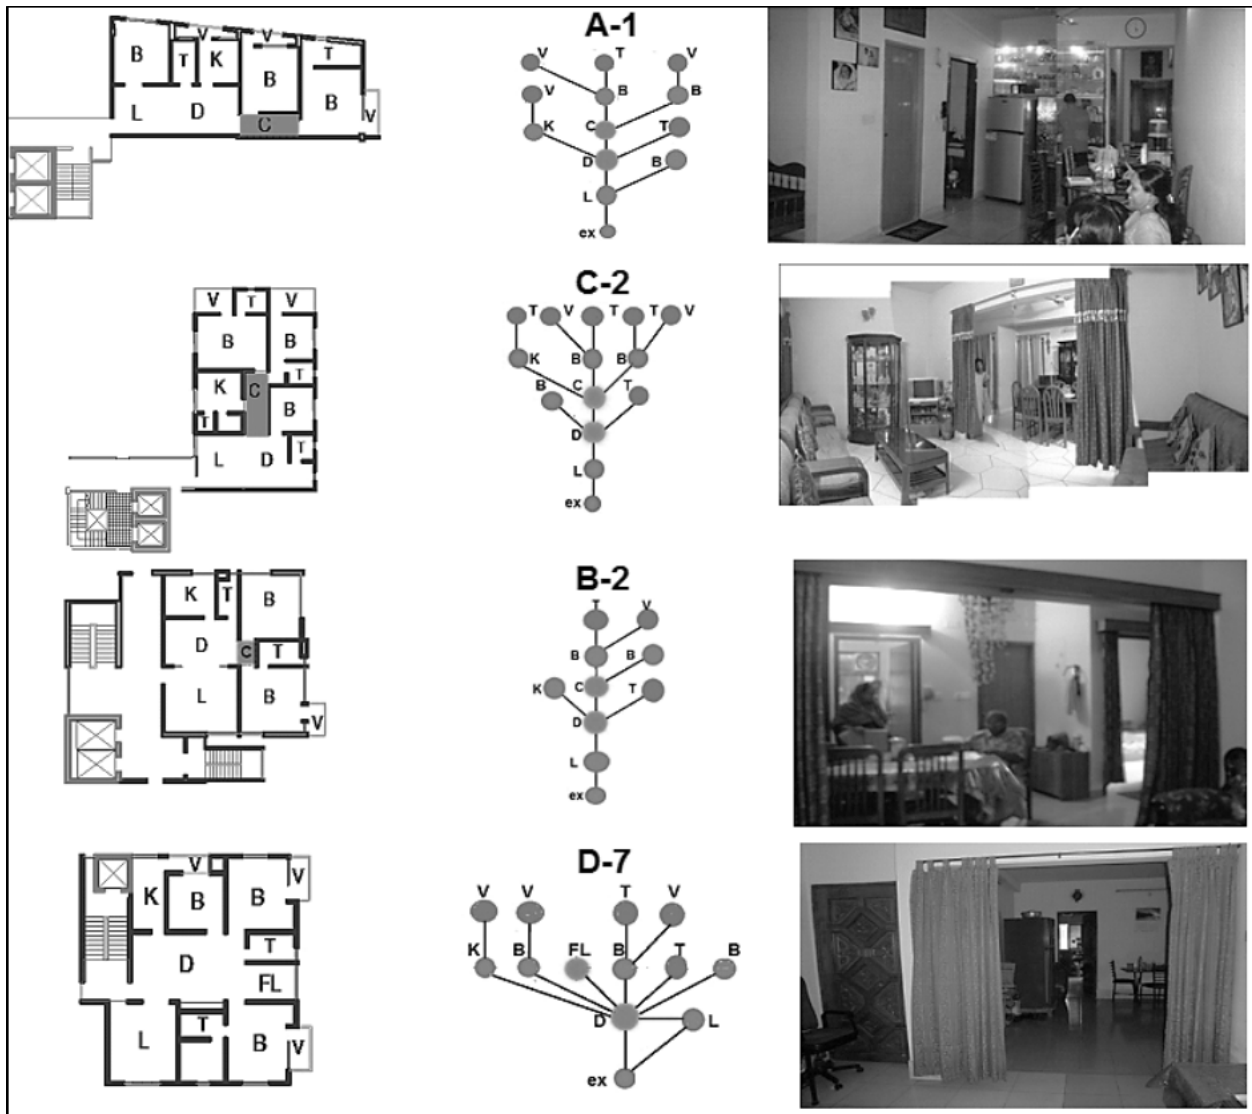 V V
B T K B T
B
L D C V
A-1
V T V
V B B
K C T
D B
L
ex
V T V
B B
K C T
T B
L D T
C-2
T V T T V
K B B
B C T
D
L
ex
K T B
D C T
L B
V
B-2
T V
B B
K C T
D
L
ex
V
K B B V
D T
FL
T
L B V
D-7
V V T V
K B FL B T B
D L
ex